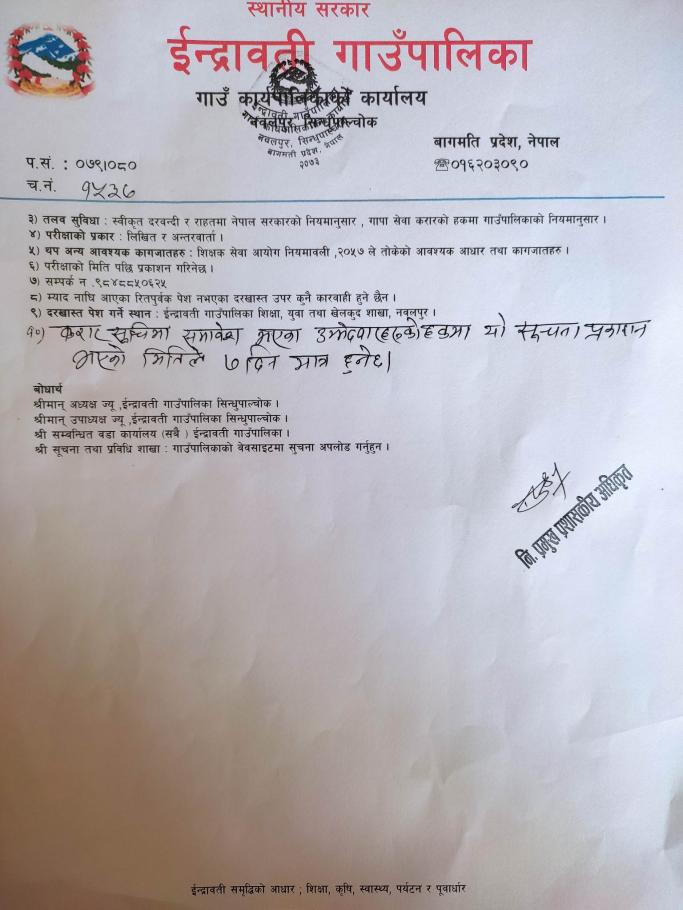 स्थानीय सरकार
ईन्द्रावती गाउँपालिका
गाउँ कार्यपालिकाको कार्यालय
नवलपुर, सिन्धुपाल्चोक
नवलपुर, सिन्धुपाल्चोक
बागमती प्रदेश, नेपाल
२०७३
बागमति प्रदेश, नेपाल
☎०१६२०३०९०
प.सं. : ०७९।०८०
च.नं. १५२७
३) तलव सुविधा : स्वीकृत दरवन्दी र राहतमा नेपाल सरकारको नियमानुसार , गापा सेवा करारको हकमा गाउँपालिकाको नियमानुसार ।
४) परीक्षाको प्रकार : लिखित र अन्तरवार्ता ।
५) थप अन्य आवश्यक कागजातहरु : शिक्षक सेवा आयोग नियमावली ,२०५७ ले तोकेको आवश्यक आधार तथा कागजातहरु ।
६) परीक्षाको मिति पछि प्रकाशन गरिनेछ ।
७) सम्पर्क न .९८४८८५०६२५
८) म्याद नाघि आएका रितपुर्वक पेश नभएका दरखास्त उपर कुनै कारवाही हुने छैन ।
९) दरखास्त पेश गर्ने स्थान : ईन्द्रावती गाउँपालिका शिक्षा, युवा तथा खेलकुद शाखा, नवलपुर ।
१०) करार सूचिमा समावेश भएका उम्मेदवारहरुको हकमा यो सूचना प्रकाशन
भएको मितिले ७ दिन मात्र हुनेछ।
बोधार्थ
श्रीमान् अध्यक्ष ज्यू ,ईन्द्रावती गाउँपालिका सिन्धुपाल्चोक ।
श्रीमान् उपाध्यक्ष ज्यू ,ईन्द्रावती गाउँपालिका सिन्धुपाल्चोक ।
श्री सम्वन्धित वडा कार्यालय (सबै ) ईन्द्रावती गाउँपालिका ।
श्री सूचना तथा प्रविधि शाखा : गाउँपालिकाको वेवसाइटमा सुचना अपलोड गर्नुहुन ।
नि. प्रमुख प्रशासकीय अधिकृत
ईन्द्रावती समृद्धिको आधार ; शिक्षा, कृषि, स्वास्थ्य, पर्यटन र पूवार्धार